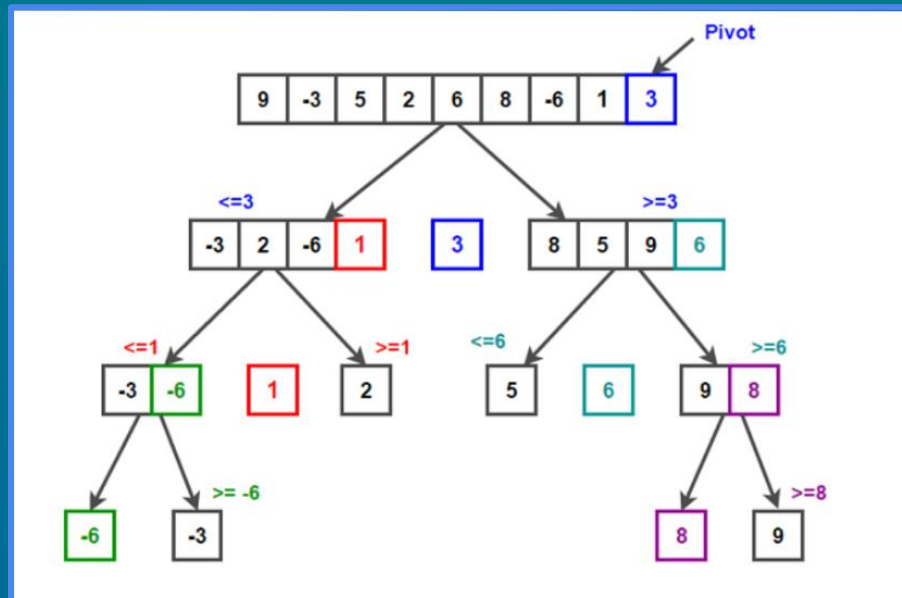 Pivot
9 -3 5 2 6 8 -6 1 3
<=3 >=3
-3 2 -6 1 3 8 5 9 6
<=1 >=1 <=6 >=6
-3 -6 1 2 5 6 9 8
>= -6 >=8
-6 -3 8 9